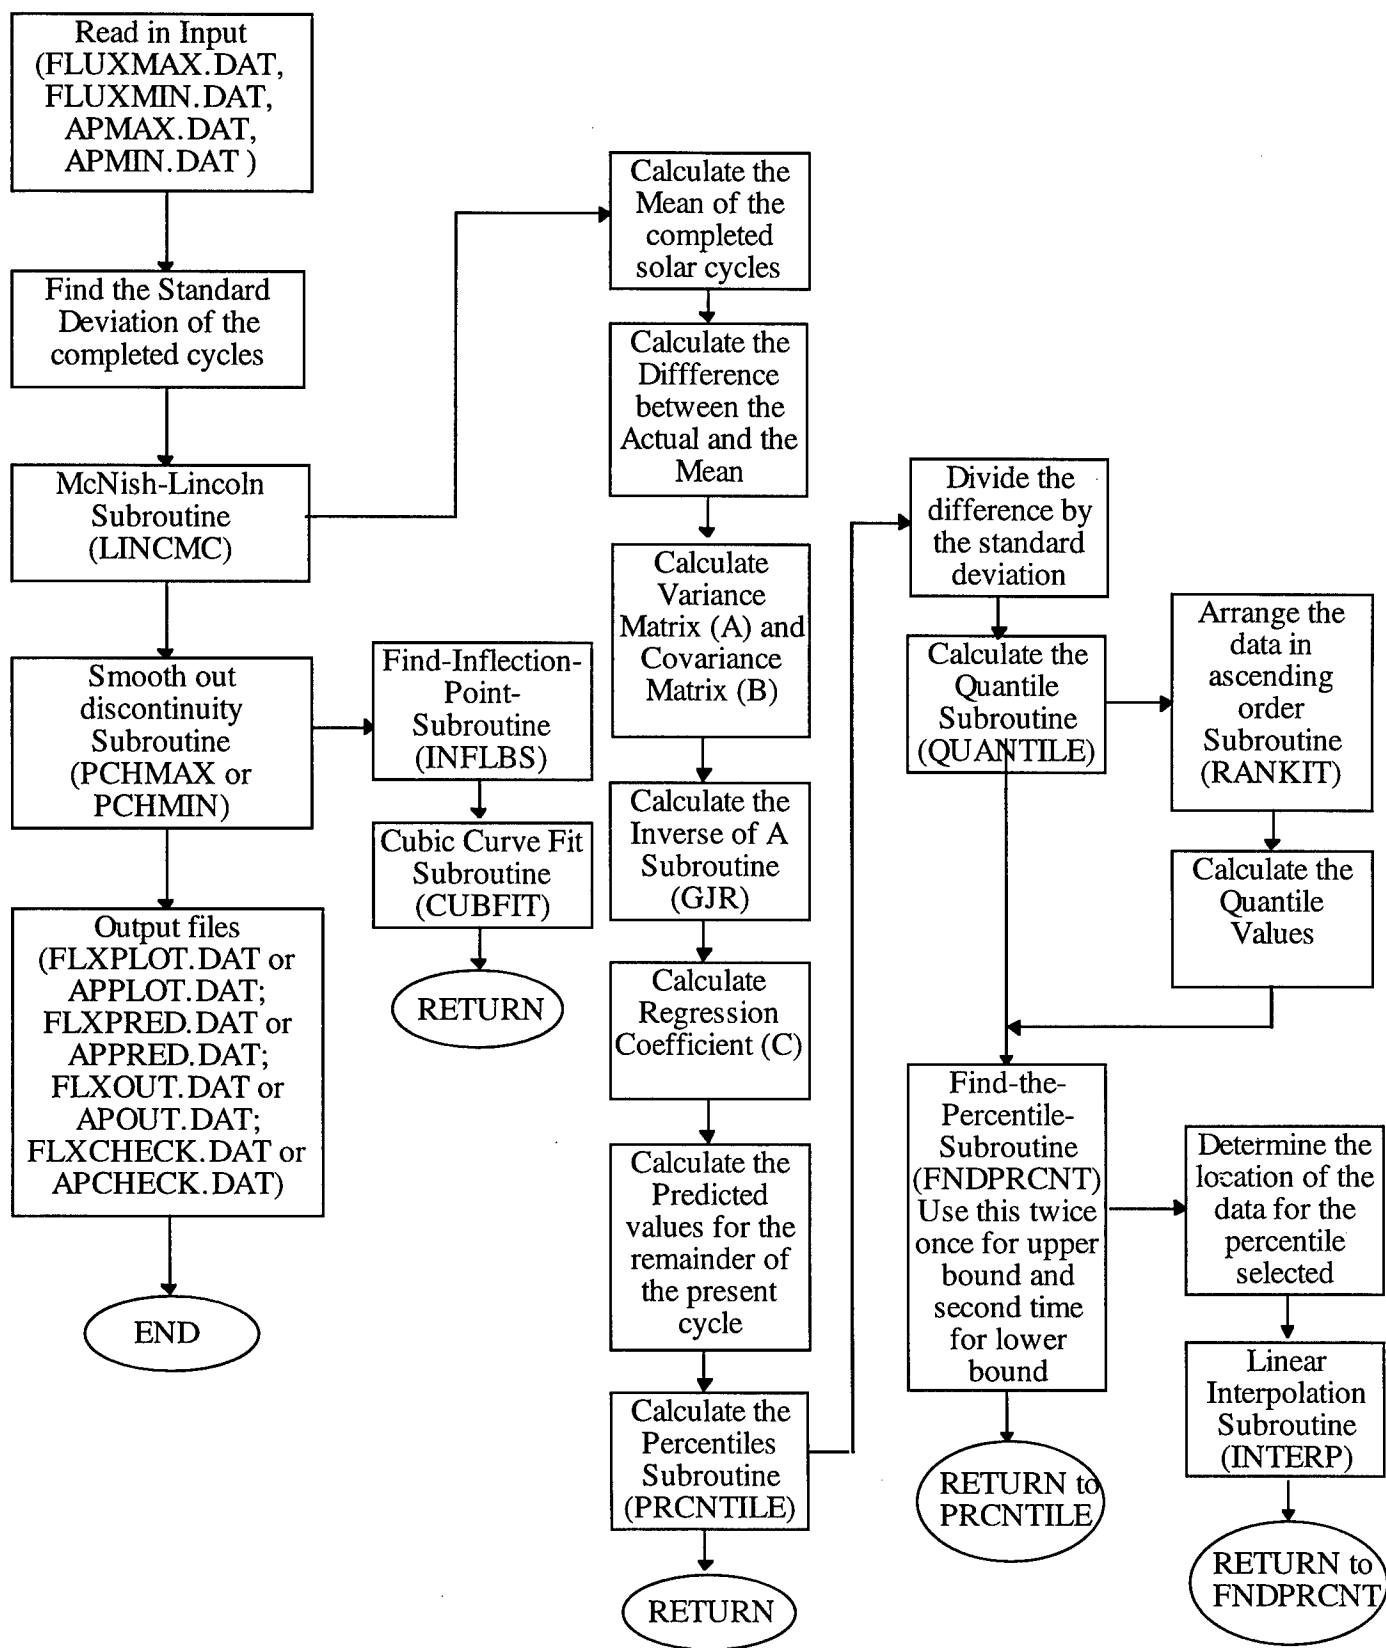 Read in Input
(FLUXMAX.DAT,
FLUXMIN.DAT,
APMAX.DAT,
APMIN.DAT )
Find the Standard
Deviation of the
completed cycles
McNish-Lincoln
Subroutine
(LINCMC)
Smooth out
discontinuity
Subroutine
(PCHMAX or
PCHMIN)
Output files
(FLXPLOT.DAT or
APPLOT.DAT;
FLXPRED.DAT or
APPRED.DAT;
FLXOUT.DAT or
APOUT.DAT;
FLXCHECK.DAT or
APCHECK.DAT)
END
Find-Inflection-
Point-
Subroutine
(INFLBS)
Cubic Curve Fit
Subroutine
(CUBFIT)
RETURN
Calculate the
Mean of the
completed
solar cycles
Calculate the
Diffference
between the
Actual and the
Mean
Calculate
Variance
Matrix (A) and
Covariance
Matrix (B)
Calculate the
Inverse of A
Subroutine
(GJR)
Calculate
Regression
Coefficient (C)
Calculate the
Predicted
values for the
remainder of
the present
cycle
Calculate the
Percentiles
Subroutine
(PRCNTILE)
RETURN
Divide the
difference by
the standard
deviation
Calculate the
Quantile
Subroutine
(QUANTILE)
Find-the-
Percentile-
Subroutine
(FNDPRCNT)
Use this twice
once for upper
bound and
second time
for lower
bound
RETURN to
PRCNTILE
Arrange the
data in
ascending
order
Subroutine
(RANKIT)
Calculate the
Quantile
Values
Determine the
location of the
data for the
percentile
selected
Linear
Interpolation
Subroutine
(INTERP)
RETURN to
FNDPRCNT